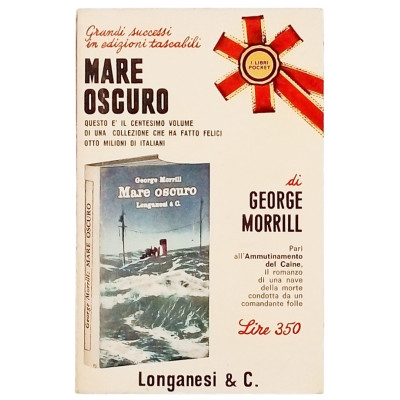 Grandi successi
in edizioni tascabili
I LIBRI
POCKET
MARE
OSCURO
QUESTO E' IL CENTESIMO VOLUME
DI UNA COLLEZIONE CHE HA FATTO FELICI
OTTO MILIONI DI ITALIANI
George Morrill
Mare oscuro
Longanesi & C.
George Morrill: MARE OSCURO
di
GEORGE
MORRILL
Pari
all'Ammutinamento
del Caine,
il romanzo
di una nave
della morte
condotta da un
comandante folle
Lire 350
Longanesi & C.